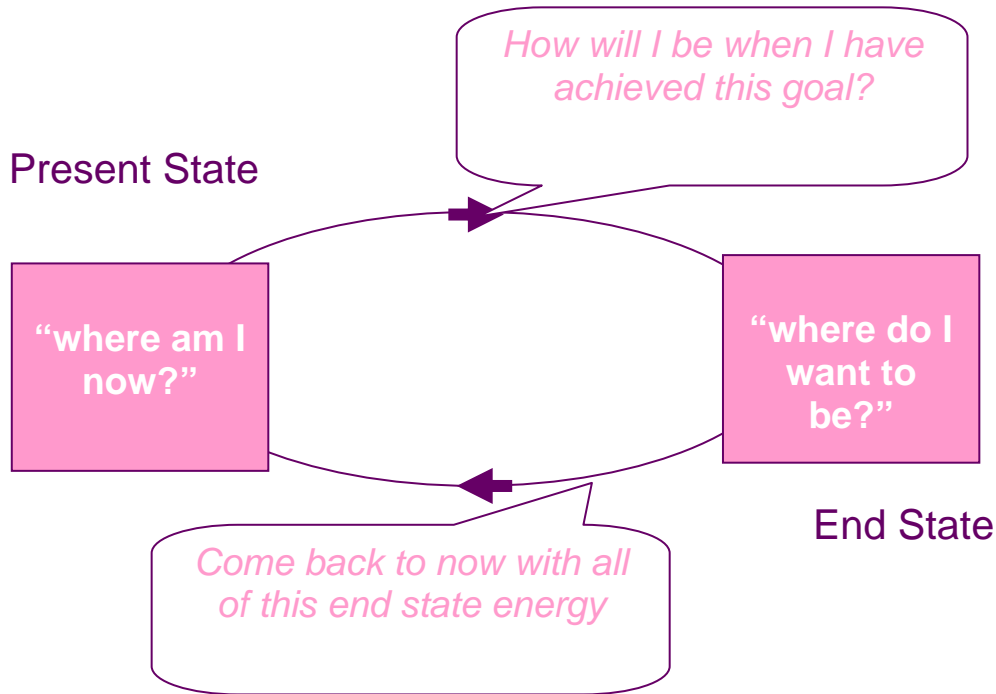 How will I be when I have
achieved this goal?
Present State
“where am I
now?”
“where do I
want to
be?”
End State
Come back to now with all
of this end state energy